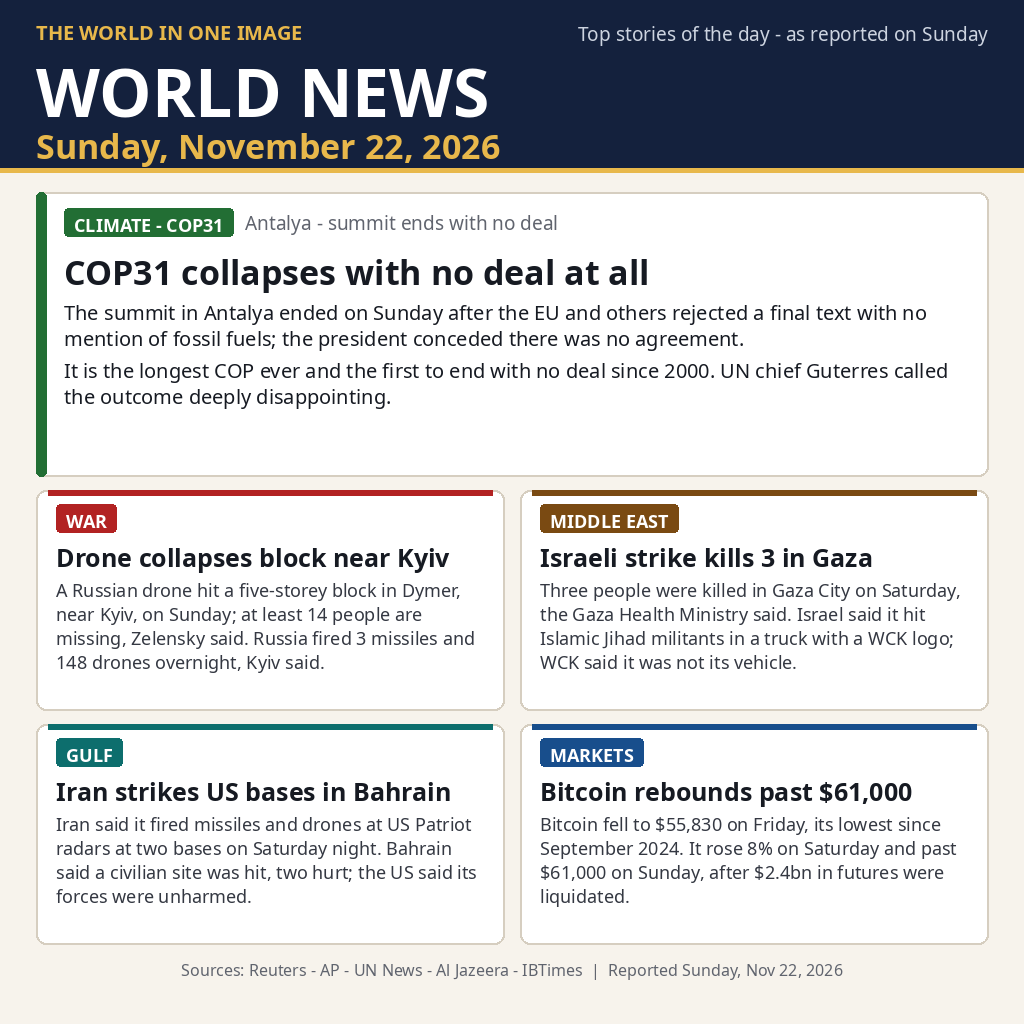 THE WORLD IN ONE IMAGE
Top stories of the day - as reported on Sunday
WORLD NEWS
Sunday, November 22, 2026
CLIMATE - COP31
Antalya - summit ends with no deal
COP31 collapses with no deal at all
The summit in Antalya ended on Sunday after the EU and others rejected a final text with no
mention of fossil fuels; the president conceded there was no agreement.
It is the longest COP ever and the first to end with no deal since 2000. UN chief Guterres called
the outcome deeply disappointing.
WAR
Drone collapses block near Kyiv
A Russian drone hit a five-storey block in Dymer,
near Kyiv, on Sunday; at least 14 people are
missing, Zelensky said. Russia fired 3 missiles and
148 drones overnight, Kyiv said.
MIDDLE EAST
Israeli strike kills 3 in Gaza
Three people were killed in Gaza City on Saturday,
the Gaza Health Ministry said. Israel said it hit
Islamic Jihad militants in a truck with a WCK logo;
WCK said it was not its vehicle.
GULF
Iran strikes US bases in Bahrain
Iran said it fired missiles and drones at US Patriot
radars at two bases on Saturday night. Bahrain
said a civilian site was hit, two hurt; the US said its
forces were unharmed.
MARKETS
Bitcoin rebounds past $61,000
Bitcoin fell to $55,830 on Friday, its lowest since
September 2024. It rose 8% on Saturday and past
$61,000 on Sunday, after $2.4bn in futures were
liquidated.
Sources: Reuters - AP - UN News - Al Jazeera - IBTimes | Reported Sunday, Nov 22, 2026